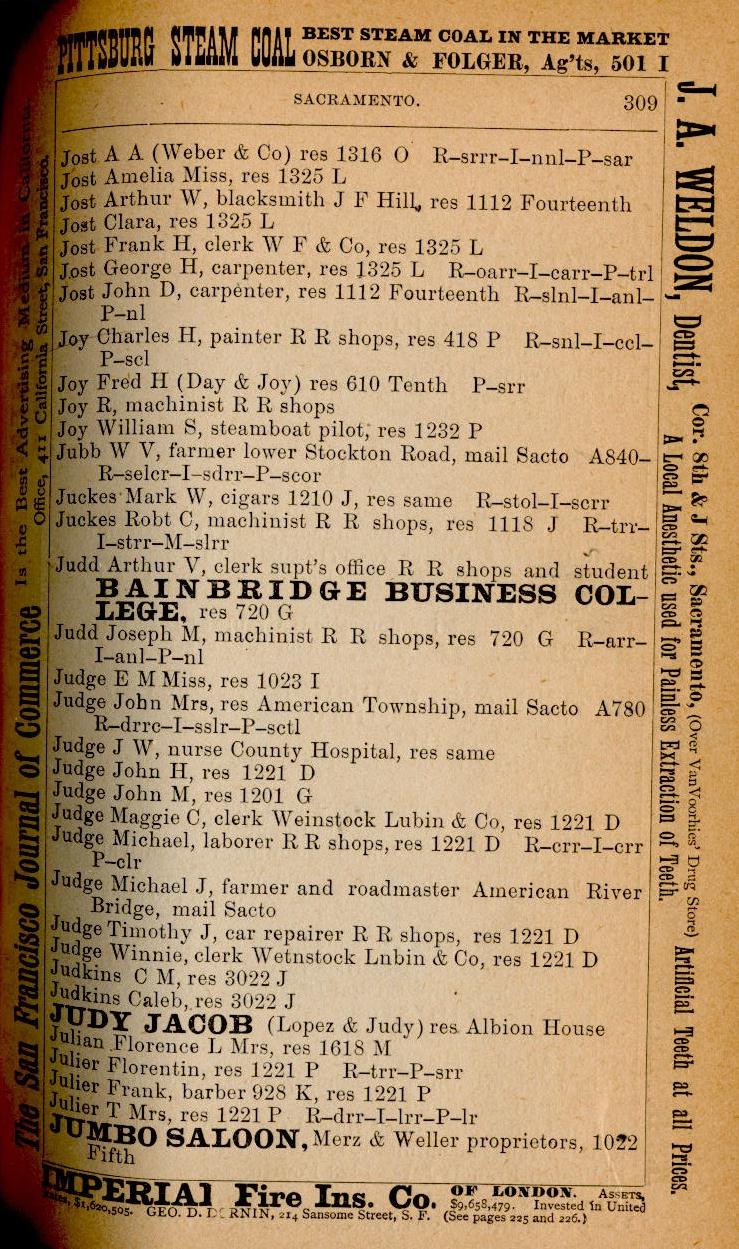 PITTSBURG STEAM COAL BEST STEAM COAL IN THE MARKET
OSBORN & FOLGER, Ag'ts, 501 I
SACRAMENTO. 309
Jost A A (Weber & Co) res 1316 O R–srrr–I–nnl–P–sar
Jost Amelia Miss, res 1325 L
Jost Arthur W, blacksmith J F Hill, res 1112 Fourteenth
Jost Clara, res 1325 L
Jost Frank H, clerk W F & Co, res 1325 L
Jost George H, carpenter, res 1325 L R–oarr–I–carr–P–trl
Jost John D, carpenter, res 1112 Fourteenth R–slnl–I–anl–
P–nl
Joy Charles H, painter R R shops, res 418 P R–snl–I–ccl–
P–scl
Joy Fred H (Day & Joy) res 610 Tenth P–srr
Joy R, machinist R R shops
Joy William S, steamboat pilot, res 1232 P
Jubb W V, farmer lower Stockton Road, mail Sacto A840–
R–selcr–I–sdrr–P–scor
Juckes Mark W, cigars 1210 J, res same R–stol–I–scrr
Juckes Robt C, machinist R R shops, res 1118 J R–trr–
I–strr–M–slrr
Judd Arthur V, clerk supt's office R R shops and student
BAINBRIDGE BUSINESS COL–
LEGE, res 720 G
Judd Joseph M, machinist R R shops, res 720 G R–arr–
I–anl–P–nl
Judge E M Miss, res 1023 I
Judge John Mrs, res American Township, mail Sacto A780
R–drrc–I–sslr–P–sctl
Judge J W, nurse County Hospital, res same
Judge John H, res 1221 D
Judge John M, res 1201 G
Judge Maggie C, clerk Weinstock Lubin & Co, res 1221 D
Judge Michael, laborer R R shops, res 1221 D R–crr–I–crr
P–clr
Judge Michael J, farmer and roadmaster American River
Bridge, mail Sacto
Judge Timothy J, car repairer R R shops, res 1221 D
Judge Winnie, clerk Wetnstock Lnbin & Co, res 1221 D
Judkins C M, res 3022 J
Judkins Caleb, res 3022 J
JUDY JACOB (Lopez & Judy) res Albion House
Julian Florence L Mrs, res 1618 M
Julier Florentin, res 1221 P R–trr–P–srr
Julier Frank, barber 928 K, res 1221 P
Julier T Mrs, res 1221 P R–drr–I–lrr–P–lr
JUMBO SALOON, Merz & Weller proprietors, 1022
Fifth
IMPERIAl Fire Ins. Co. OF LONDON. ASSETS,
$9,658,479. Invested in United
$1,620,505. GEO. D. DORNIN, 214 Sansome Street, S. F. (See pages 225 and 226.)
The San Francisco Journal of Commerce Is the Best Advertising Medium in California.
Office, 411 California Street, San Francisco.
J. A. WELDON, Dentist, Cor. 8th & J Sts., Sacramento, (Over VanVoorhies' Drug Store) Artificial Teeth at all Prices.
A Local Anesthetic used for Painless Extraction of Teeth.